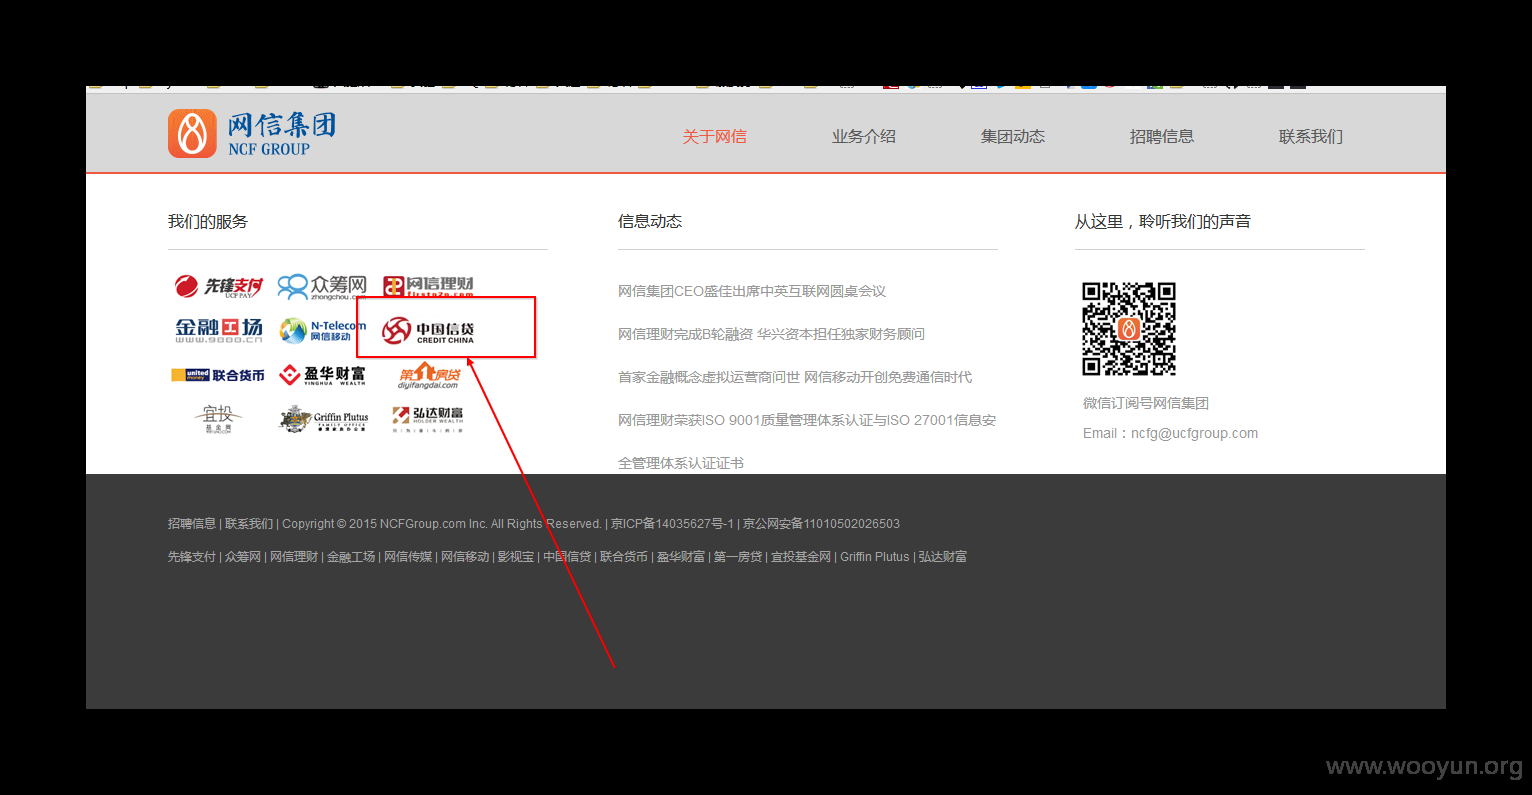 网信集团
NCF GROUP
关于网信
业务介绍
集团动态
招聘信息
联系我们
我们的服务
先锋支付
UCF PAY
众筹网
zhongchou.com
网信理财
firstp2p.com
金融工场
www.9888.cn
N-Telecom
网信移动
中国信贷
CREDIT CHINA
united money
联合货币
盈华财富
YINGHUA WEALTH
第一房贷
diyifangdai.com
宜投
基金网
Griffin Plutus
FAMILY OFFICE
弘达财富
HOLDER WEALTH
信息动态
网信集团CEO盛佳出席中英互联网圆桌会议
网信理财完成B轮融资 华兴资本担任独家财务顾问
首家金融概念虚拟运营商问世 网信移动开创免费通信时代
网信理财荣获ISO 9001质量管理体系认证与ISO 27001信息安
全管理体系认证证书
从这里，聆听我们的声音
微信订阅号网信集团
Email：ncfg@ucfgroup.com
招聘信息 | 联系我们 | Copyright © 2015 NCFGroup.com Inc. All Rights Reserved. | 京ICP备14035627号-1 | 京公网安备11010502026503
先锋支付 | 众筹网 | 网信理财 | 金融工场 | 网信传媒 | 网信移动 | 影视宝 | 中国信贷 | 联合货币 | 盈华财富 | 第一房贷 | 宜投基金网 | Griffin Plutus | 弘达财富
www.wooyun.org